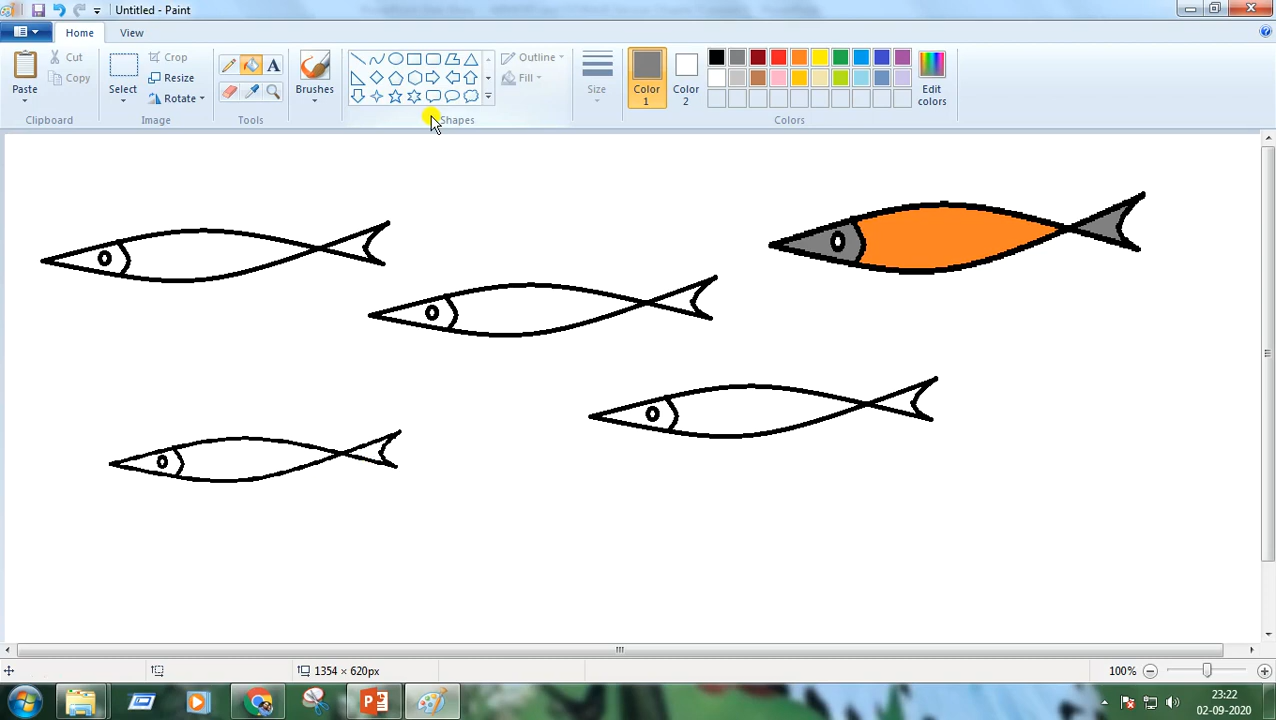 Untitled - Paint
Home View
Paste
Cut
Copy
Clipboard
Select
Crop
Resize
Rotate
Image
Tools
Brushes
Outline
Fill
Shapes
Size
Color 1
Color 2
Edit colors
Colors
1354 × 620px
100%
23:22
02-09-2020